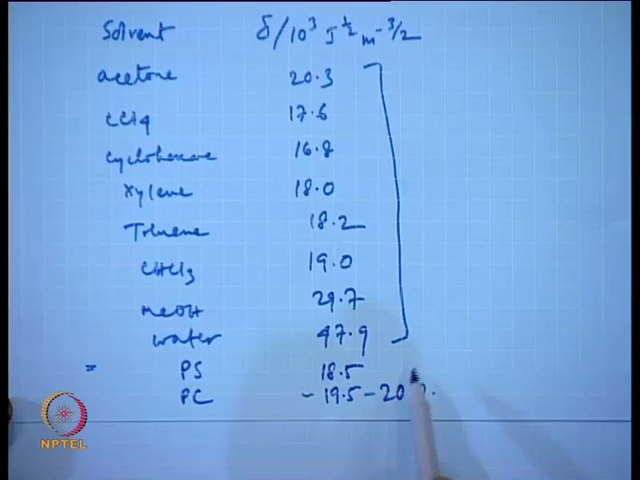 Solvent δ/10³ J^½ m^-3/2
acetone 20.3
CCl4 17.6
Cyclohexane 16.8
Xylene 18.0
Toluene 18.2
CHCl3 19.0
MeOH 29.7
water 47.9
= PS 18.5
PC ~ 19.5 - 20
NPTEL